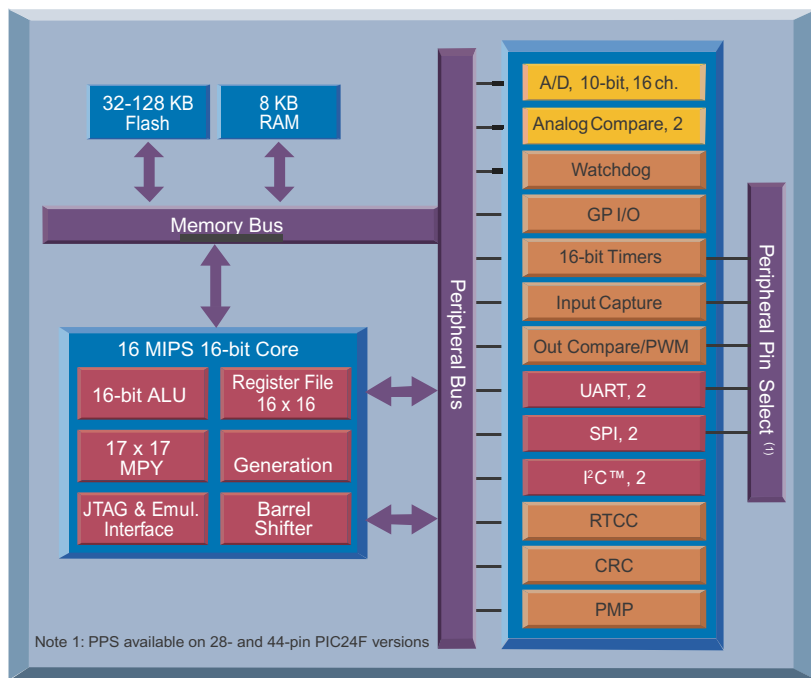 32-128 KB
Flash
8 KB
RAM
Memory Bus
16 MIPS 16-bit Core
16-bit ALU
Register File
16 x 16
17 x 17
MPY
Generation
JTAG & Emul.
Interface
Barrel
Shifter
Peripheral Bus
A/D, 10-bit, 16 ch.
Analog Compare, 2
Watchdog
GP I/O
16-bit Timers
Input Capture
Out Compare/PWM
UART, 2
SPI, 2
I²C™, 2
RTCC
CRC
PMP
Peripheral Pin Select (1)
Note 1: PPS available on 28- and 44-pin PIC24F versions